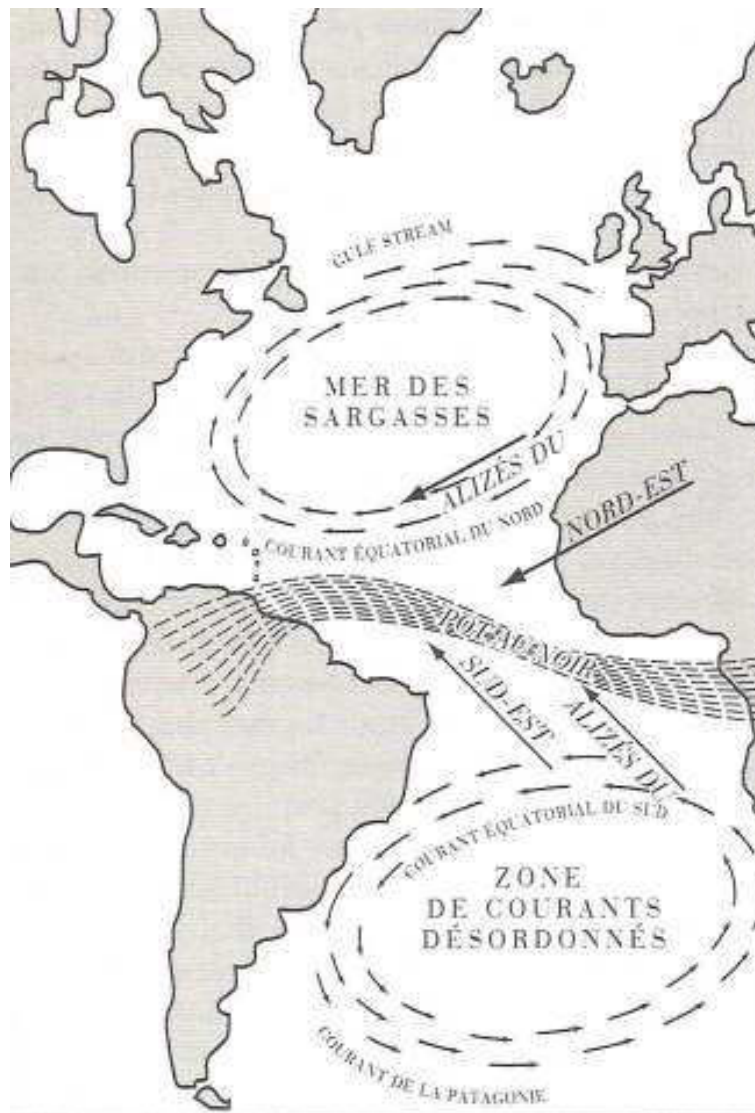 GULF STREAM
MER DES
SARGASSES
ALIZÉS DU
NORD-EST
COURANT ÉQUATORIAL DU NORD
POT-AU-NOIR
SUD-EST
ALIZÉS DU
COURANT ÉQUATORIAL DU SUD
ZONE
DE COURANTS
DÉSORDONNÉS
COURANT DE LA PATAGONIE